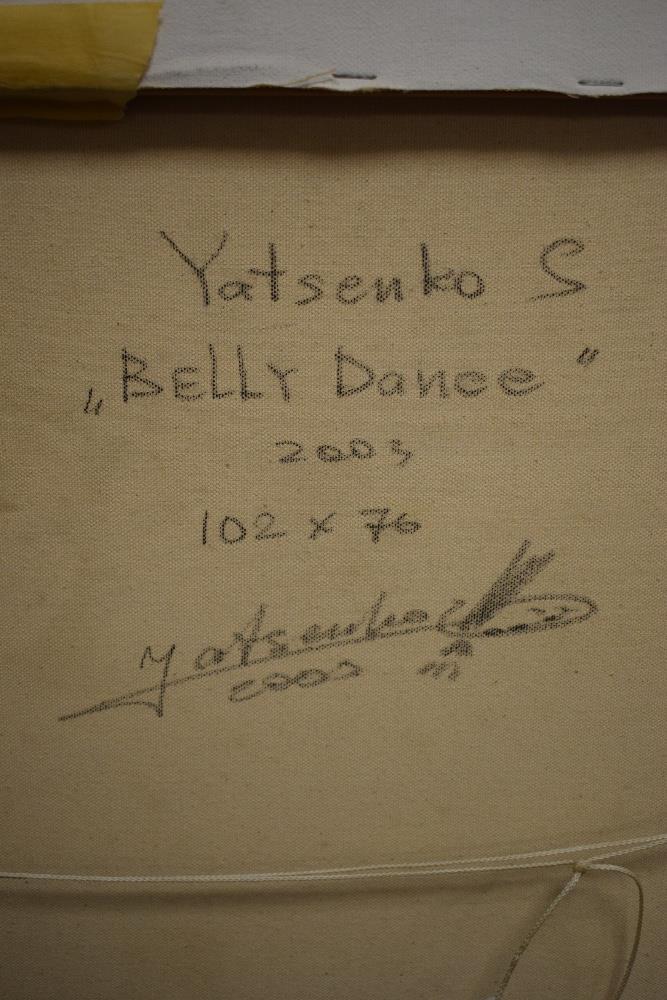 Yatsenko S
„BELLY Dance"
2003
102 x 76
Yatsenko
2003